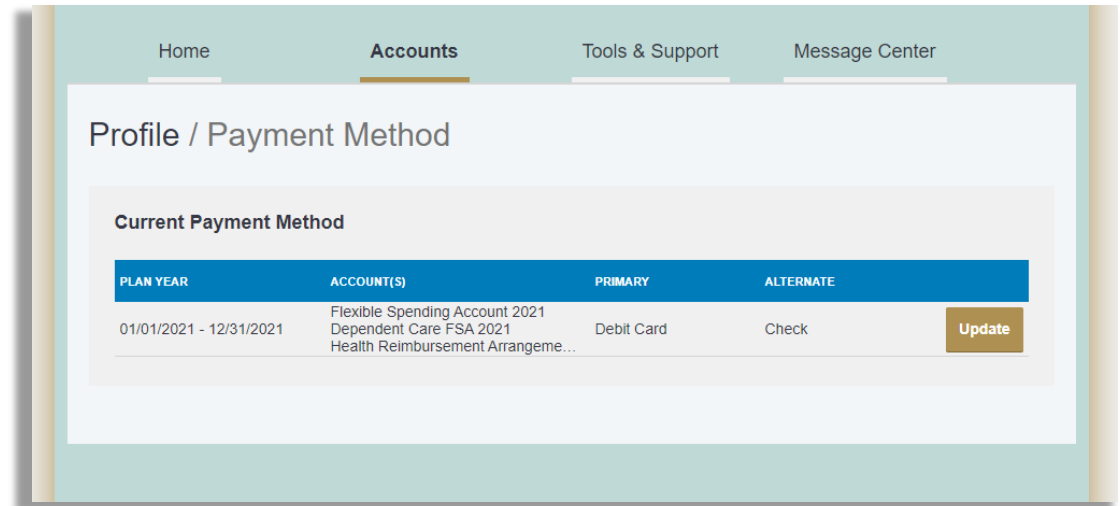 Home Accounts Tools & Support Message Center
Profile / Payment Method
Current Payment Method
PLAN YEAR ACCOUNT(S) PRIMARY ALTERNATE
Flexible Spending Account 2021
01/01/2021 - 12/31/2021 Dependent Care FSA 2021 Debit Card Check Update
Health Reimbursement Arrangeme...